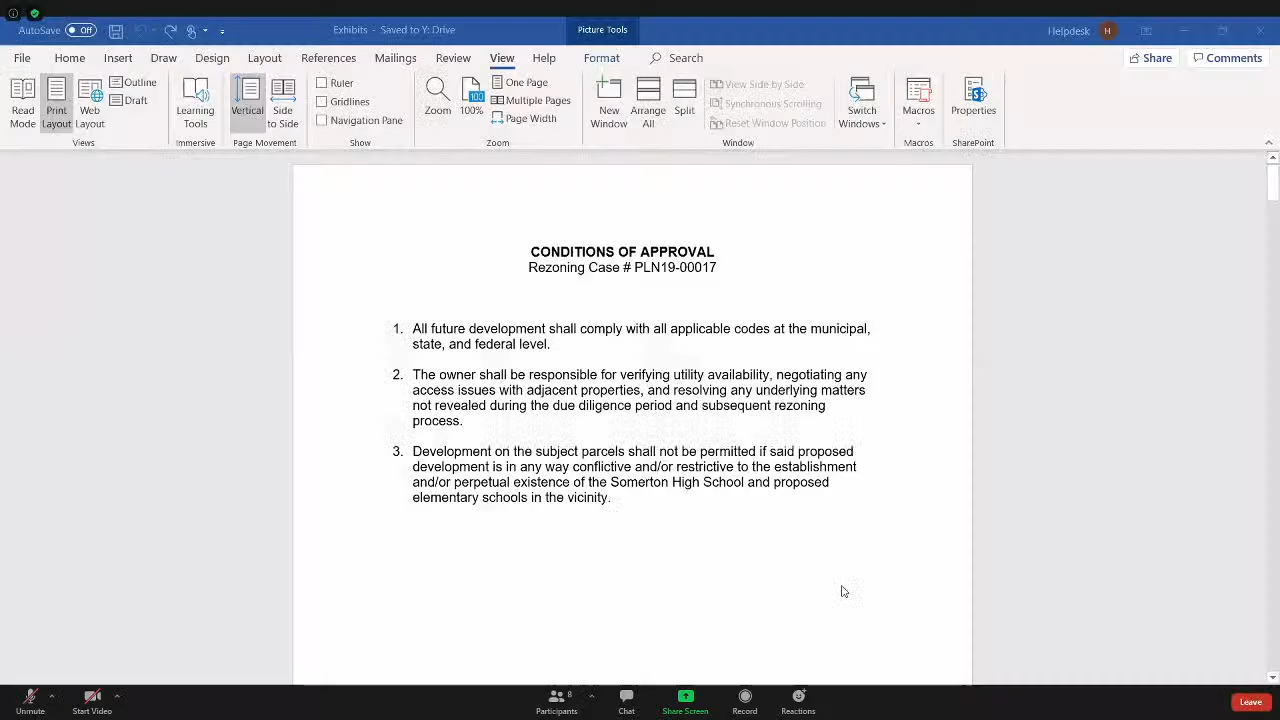 AutoSave Off Exhibits - Saved to Y: Drive Picture Tools Helpdesk H
File Home Insert Draw Design Layout References Mailings Review View Help Format Search Share Comments
Read Mode
Print Layout
Web Layout
Outline
Draft
Views
Learning Tools
Immersive
Vertical
Side to Side
Page Movement
Ruler
Gridlines
Navigation Pane
Show
Zoom
100
100%
One Page
Multiple Pages
Page Width
Zoom
New Window
Arrange All
Split
View Side by Side
Synchronous Scrolling
Reset Window Position
Switch Windows
Window
Macros
Macros
Properties
SharePoint
CONDITIONS OF APPROVAL
Rezoning Case # PLN19-00017
1. All future development shall comply with all applicable codes at the municipal,
state, and federal level.
2. The owner shall be responsible for verifying utility availability, negotiating any
access issues with adjacent properties, and resolving any underlying matters
not revealed during the due diligence period and subsequent rezoning
process.
3. Development on the subject parcels shall not be permitted if said proposed
development is in any way conflictive and/or restrictive to the establishment
and/or perpetual existence of the Somerton High School and proposed
elementary schools in the vicinity.
Unmute Start Video Participants 8 Chat Share Screen Record Reactions Leave